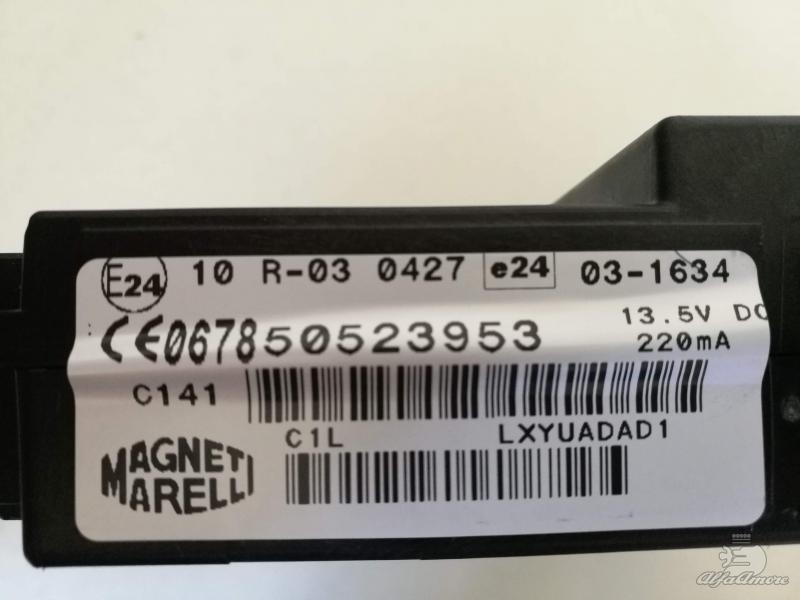 E24 10 R-03 0427 e24 03-1634
CE0678 50523953 13.5V DC
220mA
C141
C1L LXYUADAD1
MAGNETI
MARELLI
AlfaAmore